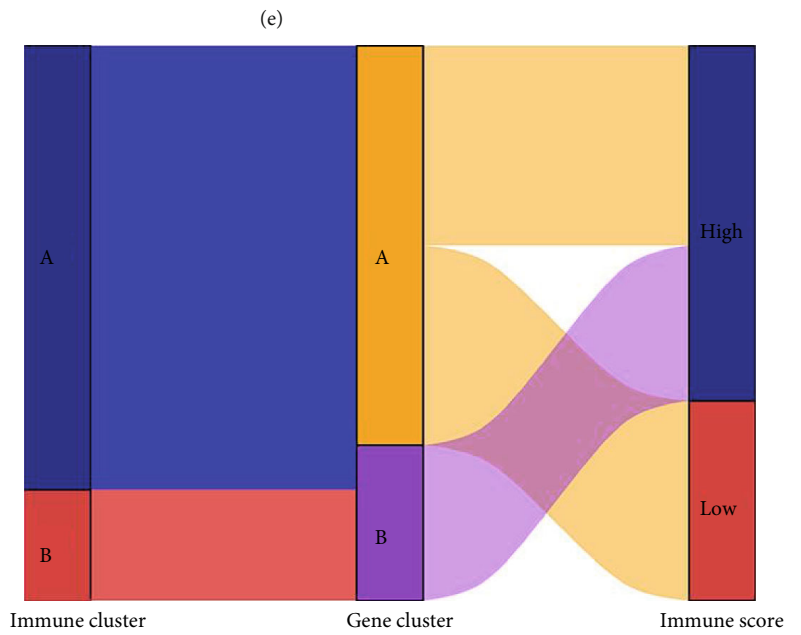 (e)
A
B
A
B
High
Low
Immune cluster
Gene cluster
Immune score